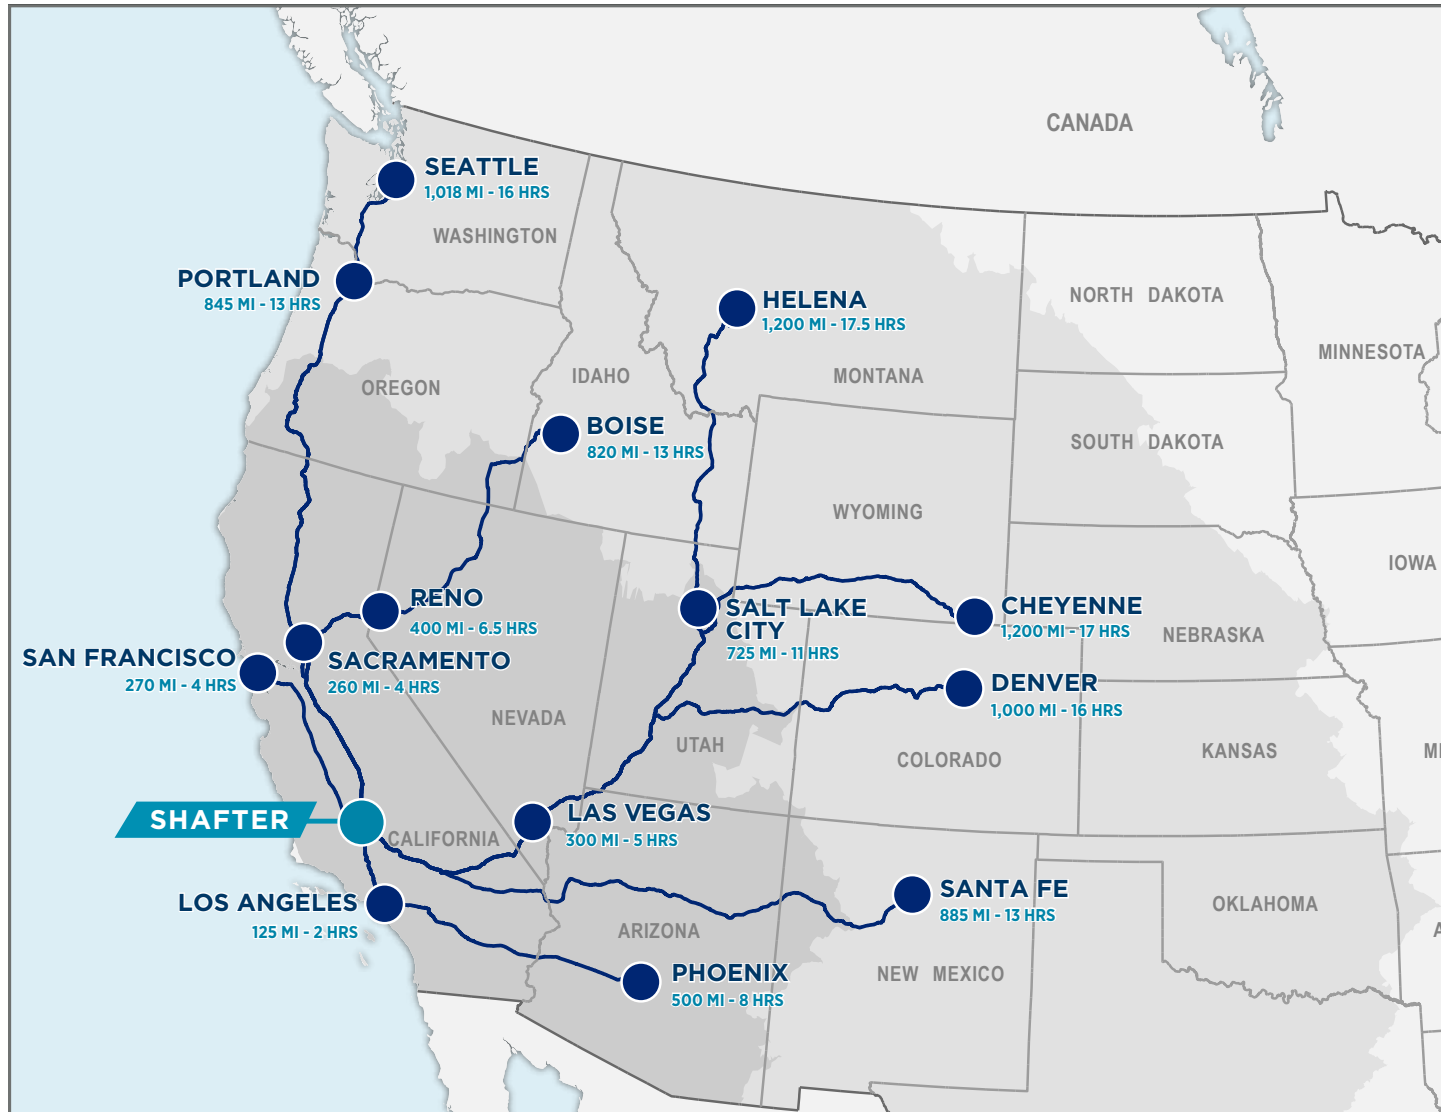 CANADA
SEATTLE
1,018 MI - 16 HRS
WASHINGTON
PORTLAND
845 MI - 13 HRS
HELENA
1,200 MI - 17.5 HRS
NORTH DAKOTA
MINNESOTA
OREGON
IDAHO
MONTANA
BOISE
820 MI - 13 HRS
SOUTH DAKOTA
WYOMING
IOWA
RENO
400 MI - 6.5 HRS
SALT LAKE
CITY
725 MI - 11 HRS
CHEYENNE
1,200 MI - 17 HRS
NEBRASKA
SAN FRANCISCO
270 MI - 4 HRS
SACRAMENTO
260 MI - 4 HRS
DENVER
1,000 MI - 16 HRS
NEVADA
UTAH
COLORADO
KANSAS
MI
SHAFTER
CALIFORNIA
LAS VEGAS
300 MI - 5 HRS
LOS ANGELES
125 MI - 2 HRS
SANTA FE
885 MI - 13 HRS
OKLAHOMA
A
ARIZONA
PHOENIX
500 MI - 8 HRS
NEW MEXICO